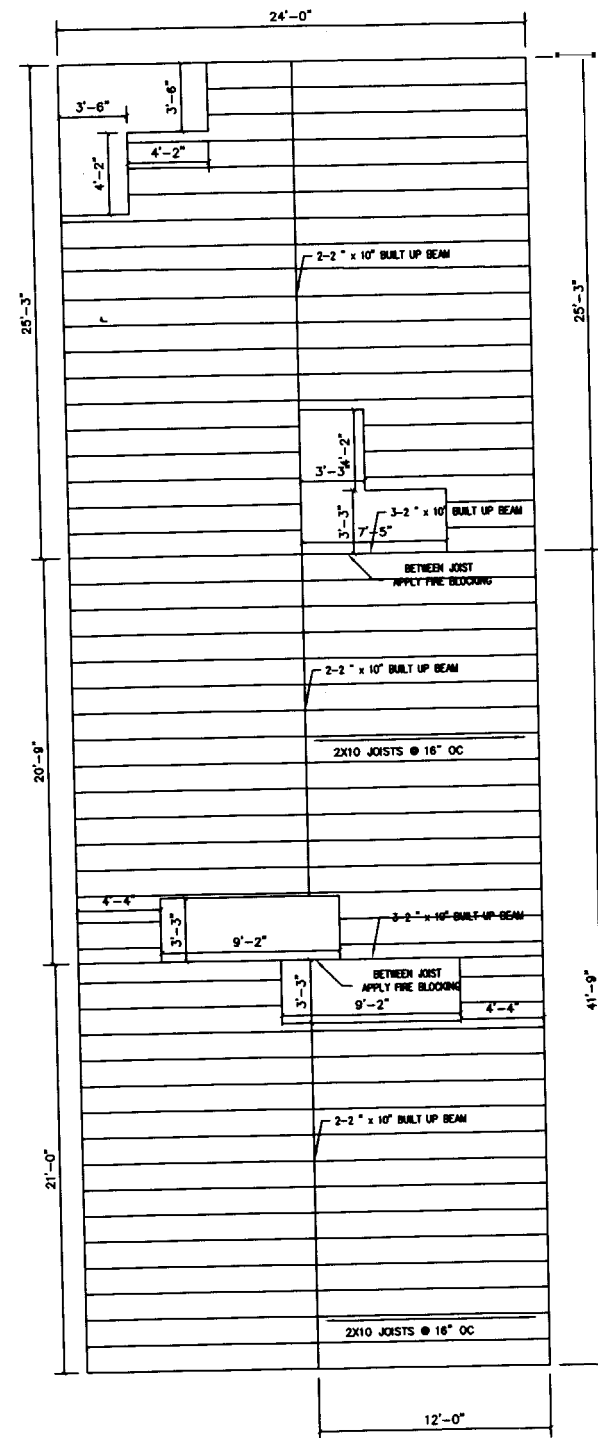 24'-0"
3'-6"
3'-6"
4'-2"
4'-2"
2-2 " x 10" BUILT UP BEAM
25'-3"
25'-3"
4'-2"
3'-3"
3'-3"
3-2 " x 10" BUILT UP BEAM
7'-5"
BETWEEN JOIST
APPLY FIRE BLOCKING
2-2 " x 10" BUILT UP BEAM
20'-9"
2X10 JOISTS @ 16" OC
4'-4"
3'-3"
9'-2"
3-2 " x 10" BUILT UP BEAM
BETWEEN JOIST
APPLY FIRE BLOCKING
3'-3"
9'-2"
4'-4"
41'-9"
2-2 " x 10" BUILT UP BEAM
21'-0"
2X10 JOISTS @ 16" OC
12'-0"